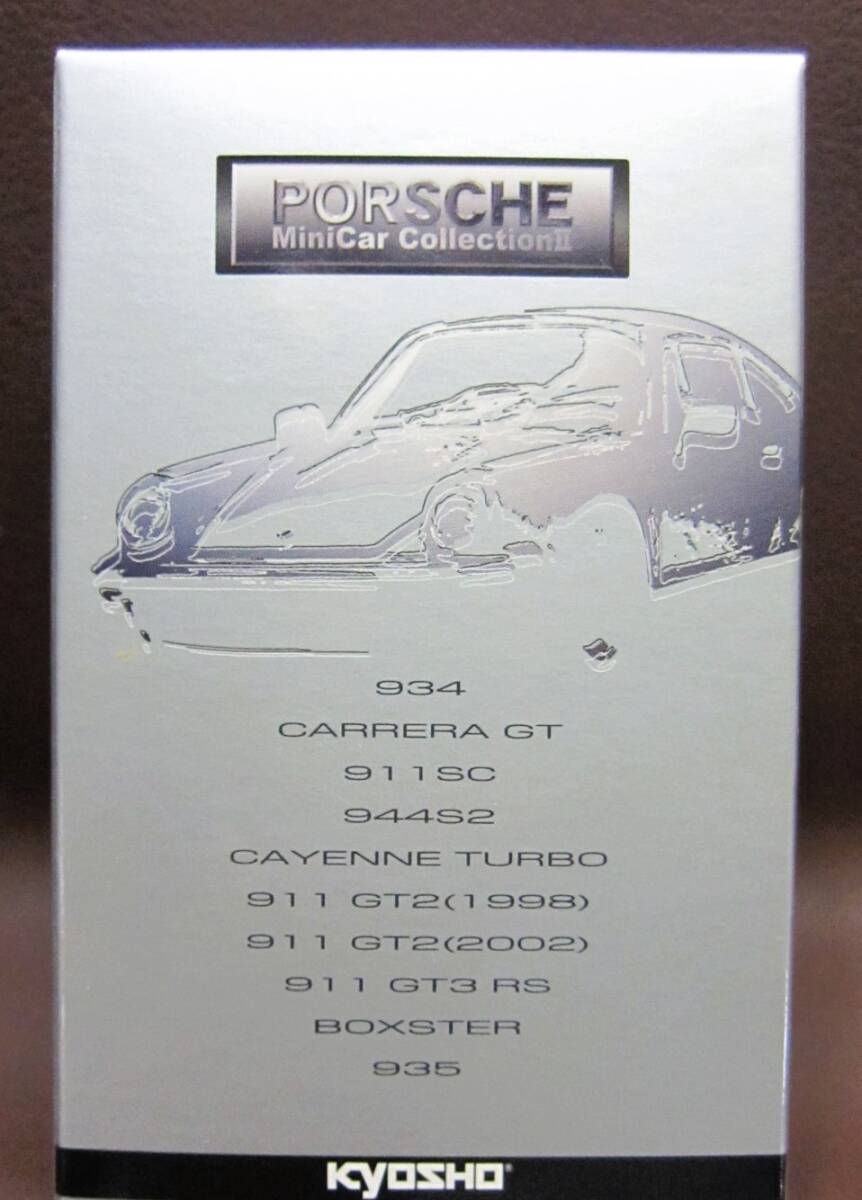 PORSCHE
MiniCar CollectionⅡ
934
CARRERA GT
911SC
944S2
CAYENNE TURBO
911 GT2(1998)
911 GT2(2002)
911 GT3 RS
BOXSTER
935
KYOSHO